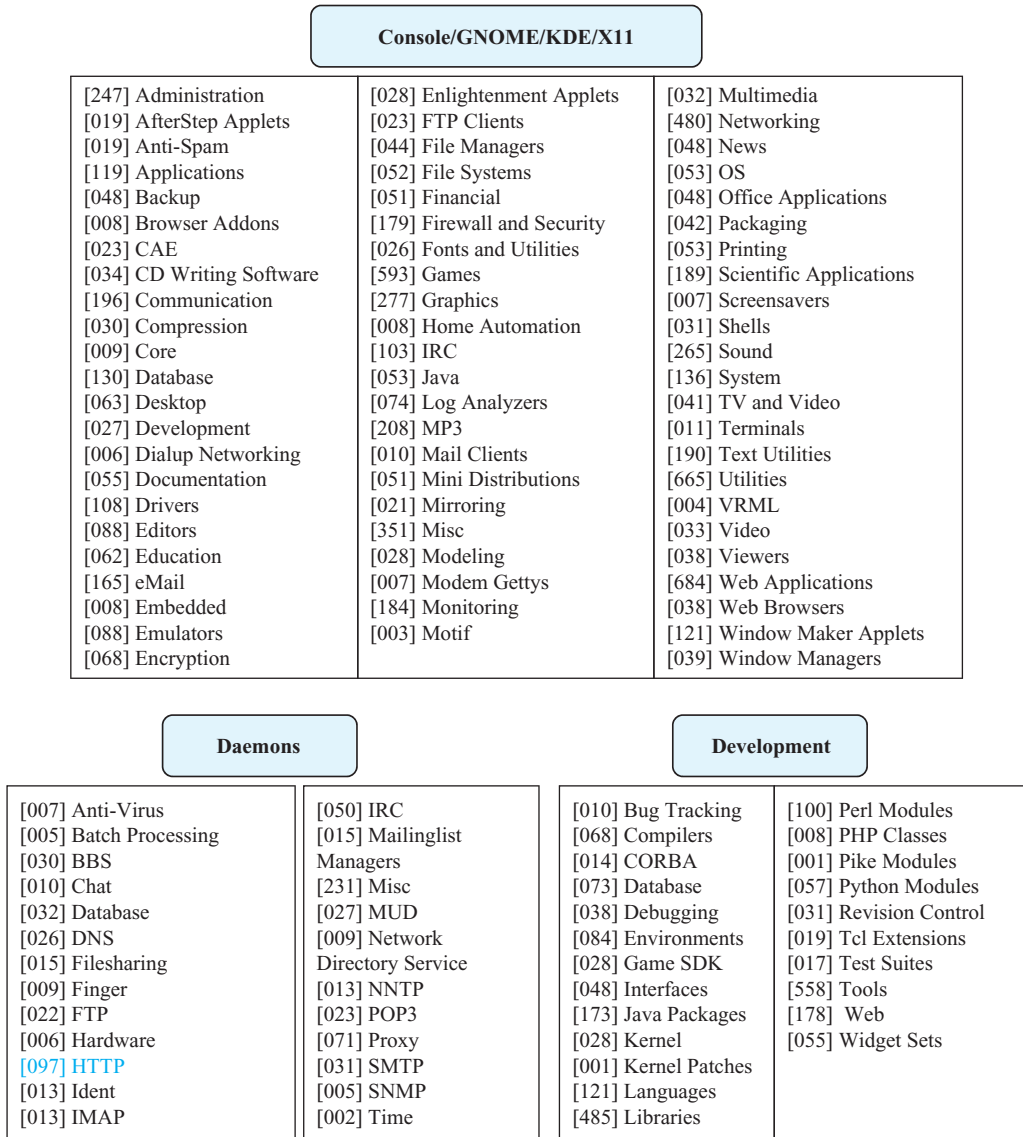 Console/GNOME/KDE/X11
[247] Administration
[019] AfterStep Applets
[019] Anti-Spam
[119] Applications
[048] Backup
[008] Browser Addons
[023] CAE
[034] CD Writing Software
[196] Communication
[030] Compression
[009] Core
[130] Database
[063] Desktop
[027] Development
[006] Dialup Networking
[055] Documentation
[108] Drivers
[088] Editors
[062] Education
[165] eMail
[008] Embedded
[088] Emulators
[068] Encryption
[028] Enlightenment Applets
[023] FTP Clients
[044] File Managers
[052] File Systems
[051] Financial
[179] Firewall and Security
[026] Fonts and Utilities
[593] Games
[277] Graphics
[008] Home Automation
[103] IRC
[053] Java
[074] Log Analyzers
[208] MP3
[010] Mail Clients
[051] Mini Distributions
[021] Mirroring
[351] Misc
[028] Modeling
[007] Modem Gettys
[184] Monitoring
[003] Motif
[032] Multimedia
[480] Networking
[048] News
[053] OS
[048] Office Applications
[042] Packaging
[053] Printing
[189] Scientific Applications
[007] Screensavers
[031] Shells
[265] Sound
[136] System
[041] TV and Video
[011] Terminals
[190] Text Utilities
[665] Utilities
[004] VRML
[033] Video
[038] Viewers
[684] Web Applications
[038] Web Browsers
[121] Window Maker Applets
[039] Window Managers
Daemons
[007] Anti-Virus
[005] Batch Processing
[030] BBS
[010] Chat
[032] Database
[026] DNS
[015] Filesharing
[009] Finger
[022] FTP
[006] Hardware
[097] HTTP
[013] Ident
[013] IMAP
[050] IRC
[015] Mailinglist
Managers
[231] Misc
[027] MUD
[009] Network
Directory Service
[013] NNTP
[023] POP3
[071] Proxy
[031] SMTP
[005] SNMP
[002] Time
Development
[010] Bug Tracking
[068] Compilers
[014] CORBA
[073] Database
[038] Debugging
[084] Environments
[028] Game SDK
[048] Interfaces
[173] Java Packages
[028] Kernel
[001] Kernel Patches
[121] Languages
[485] Libraries
[100] Perl Modules
[008] PHP Classes
[001] Pike Modules
[057] Python Modules
[031] Revision Control
[019] Tcl Extensions
[017] Test Suites
[558] Tools
[178] Web
[055] Widget Sets